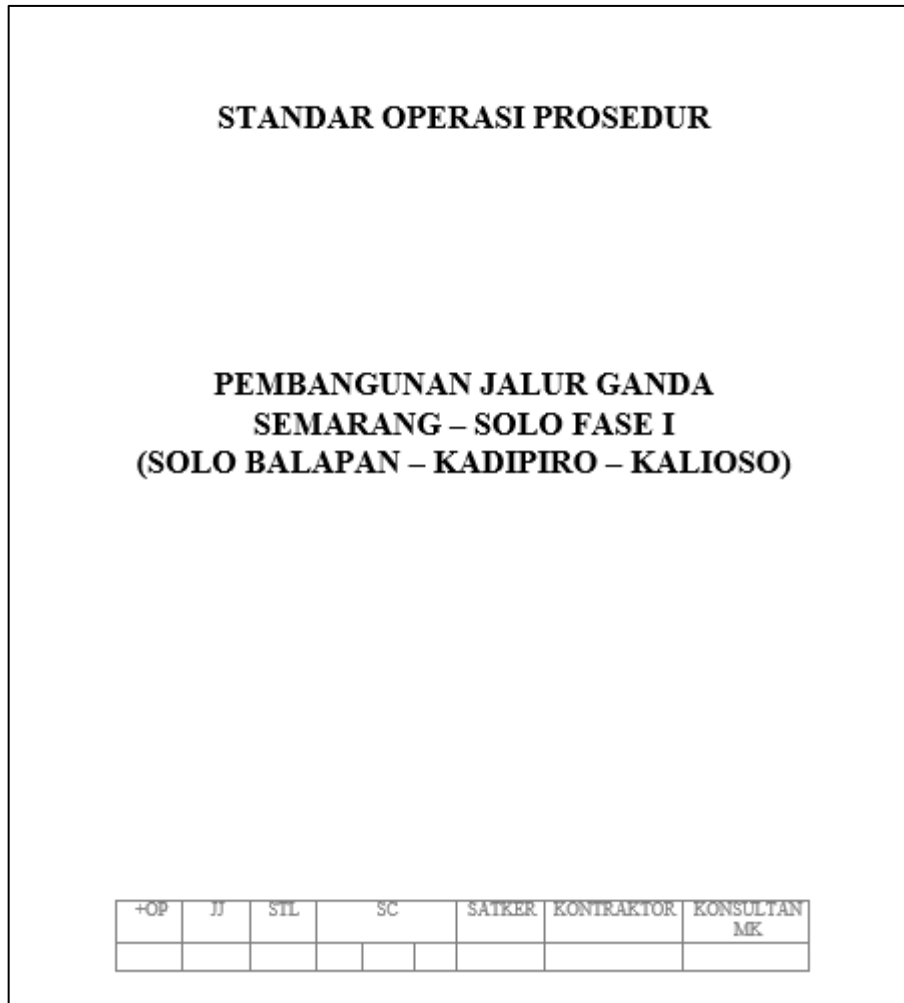 STANDAR OPERASI PROSEDUR
PEMBANGUNAN JALUR GANDA
SEMARANG – SOLO FASE I
(SOLO BALAPAN – KADIPIRO – KALIOSO)
+OP JJ STL SC SATKER KONTRAKTOR KONSULTAN
MK